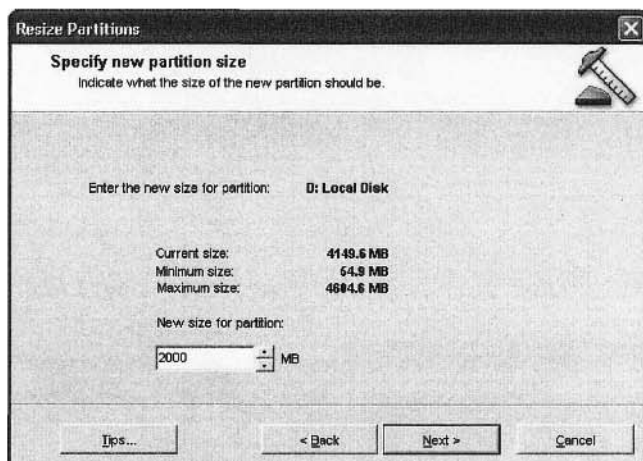 Resize Partitions
Specify new partition size
Indicate what the size of the new partition should be.
Enter the new size for partition: D: Local Disk
Current size: 4149.6 MB
Minimum size: 54.9 MB
Maximum size: 4604.6 MB
New size for partition:
2000 MB
Tips... < Back Next > Cancel